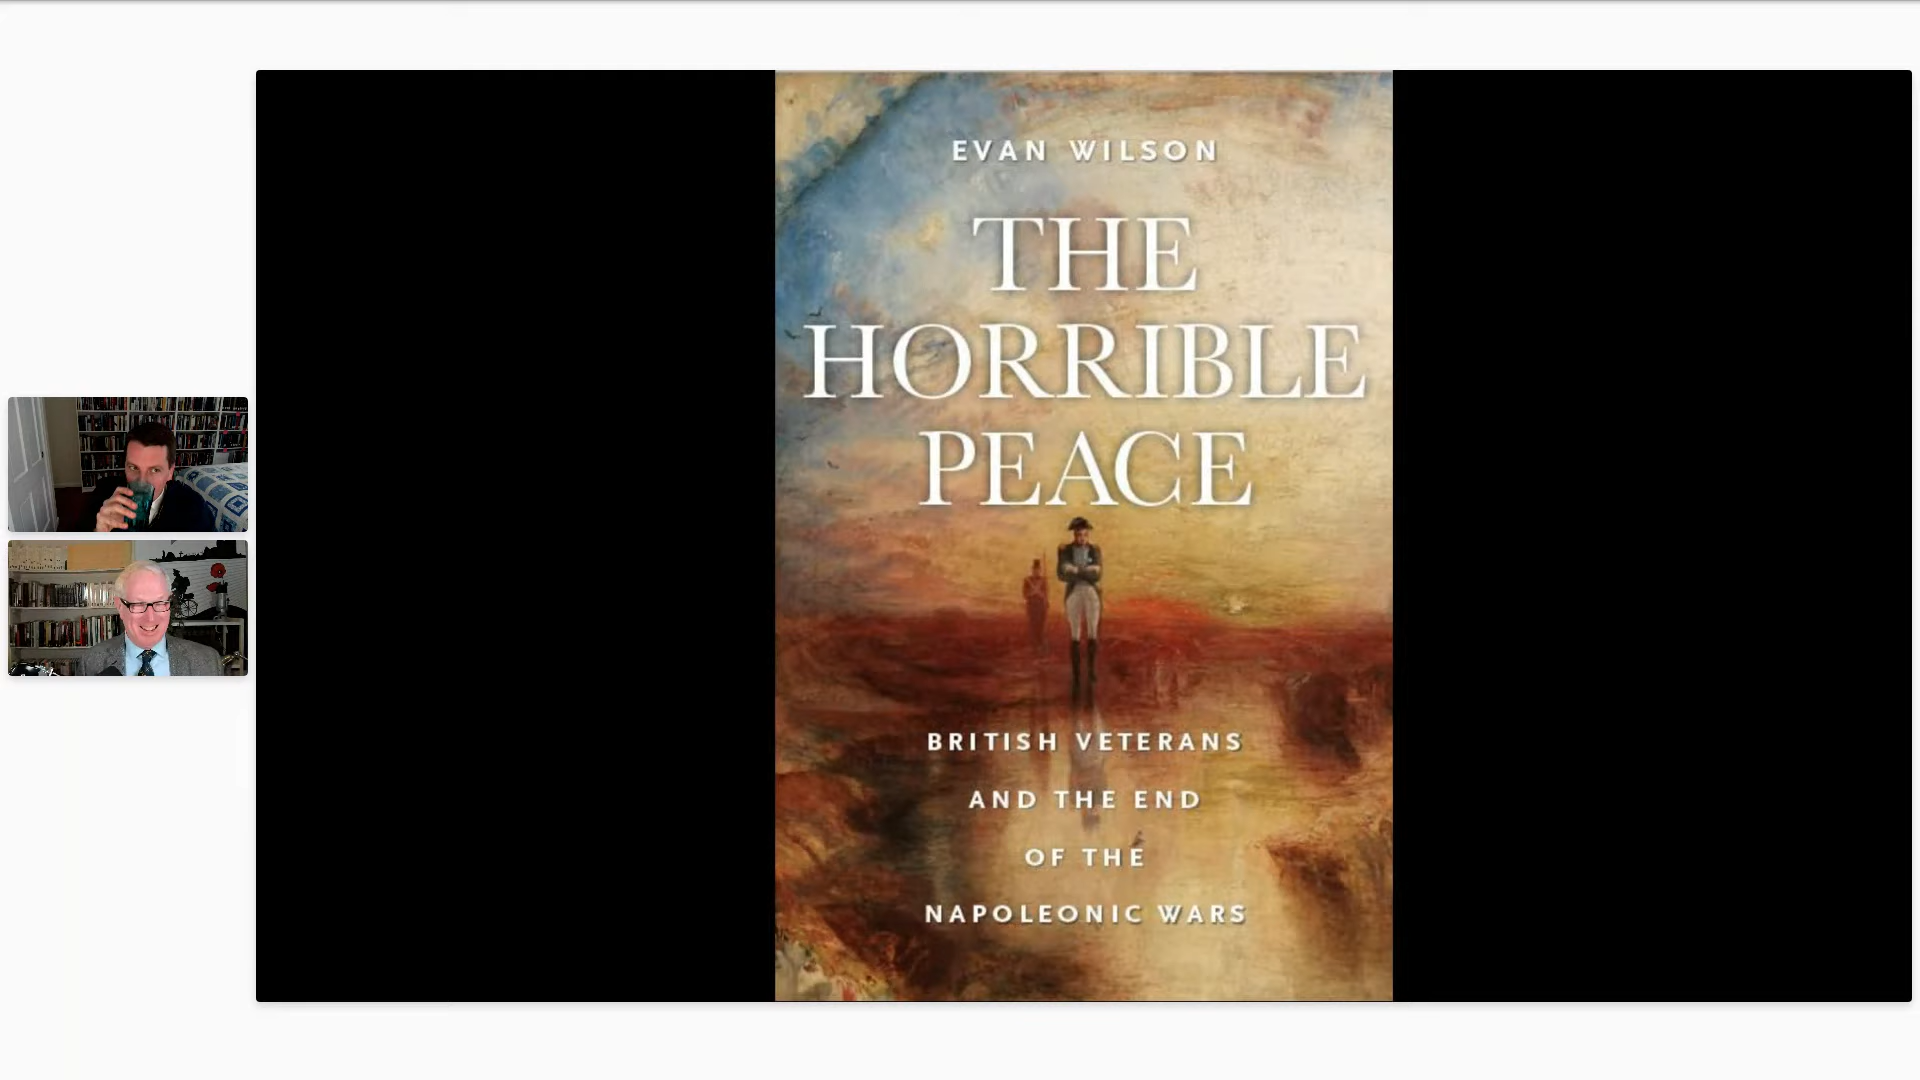 EVAN WILSON
THE
HORRIBLE
PEACE
BRITISH VETERANS
AND THE END
OF THE
NAPOLEONIC WARS